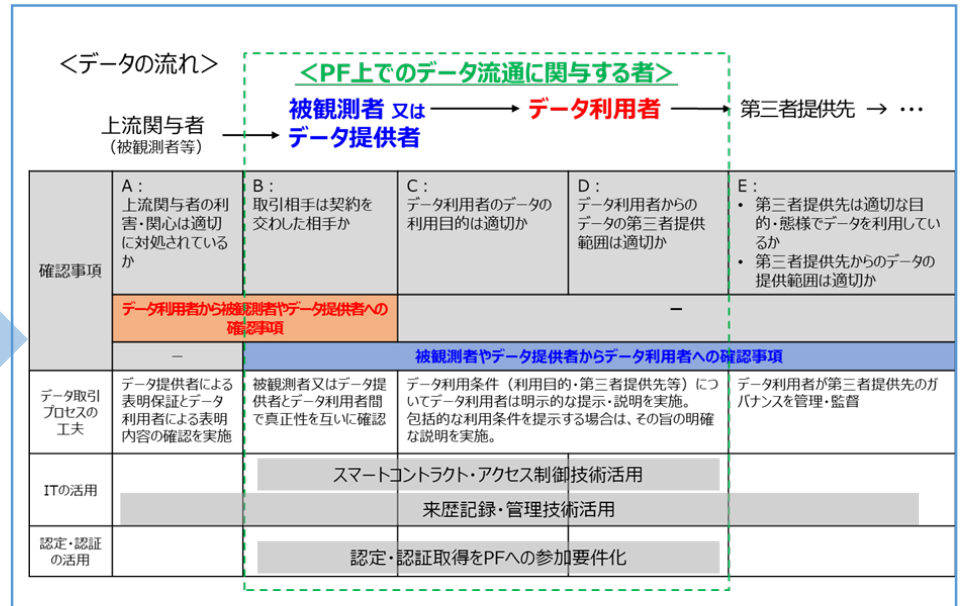 ＜データの流れ＞
＜PF上でのデータ流通に関与する者＞
上流関与者
（被観測者等）
被観測者 又は
データ提供者
データ利用者
第三者提供先 → ･･･
確認事項
A：
上流関与者の利
害・関心は適切
に対処されている
か
B：
取引相手は契約を
交わした相手か
C：
データ利用者のデータの
利用目的は適切か
D：
データ利用者からの
データの第三者提供
範囲は適切か
E：
• 第三者提供先は適切な目
的・態様でデータを利用してい
るか
• 第三者提供先からのデータの
提供範囲は適切か
データ利用者から被観測者やデータ提供者への
確認事項
－
－
被観測者やデータ提供者からデータ利用者への確認事項
データ取引
プロセスの
工夫
データ提供者による
表明保証とデータ
利用者による表明
内容の確認を実施
被観測者又はデータ提
供者とデータ利用者間
で真正性を互いに確認
データ利用条件（利用目的・第三者提供先等）につ
いてデータ利用者は明示的な提示・説明を実施。
包括的な利用条件を提示する場合は、その旨の明確
な説明を実施。
データ利用者が第三者提供先のガ
バナンスを管理・監督
ITの活用
スマートコントラクト・アクセス制御技術活用
来歴記録・管理技術活用
認定・認証
の活用
認定・認証取得をPFへの参加要件化